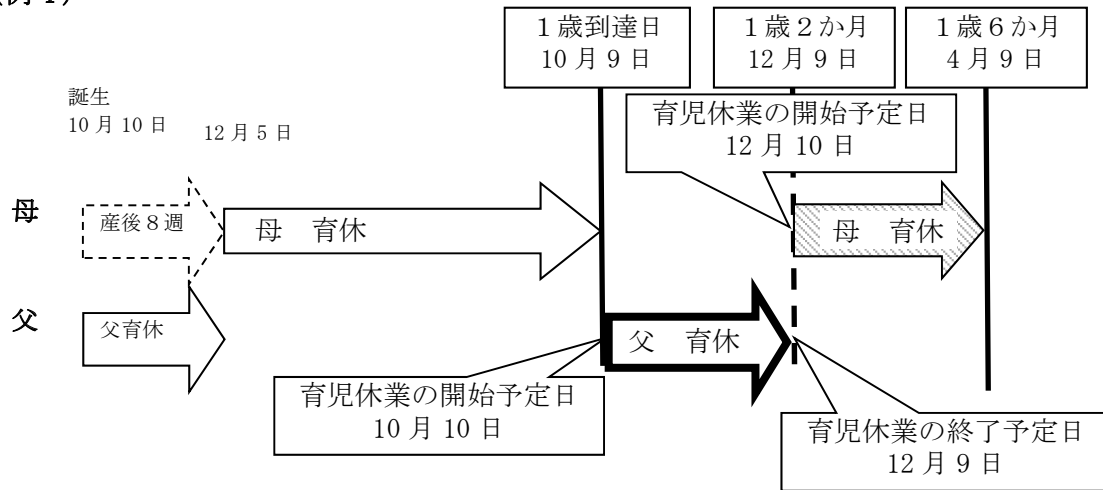 (例1)
1歳到達日
10月9日
1歳2か月
12月9日
1歳6か月
4月9日
誕生
10月10日
12月5日
育児休業の開始予定日
12月10日
母
産後8週
母　育休
母　育休
父
父育休
父　育休
育児休業の開始予定日
10月10日
育児休業の終了予定日
12月9日